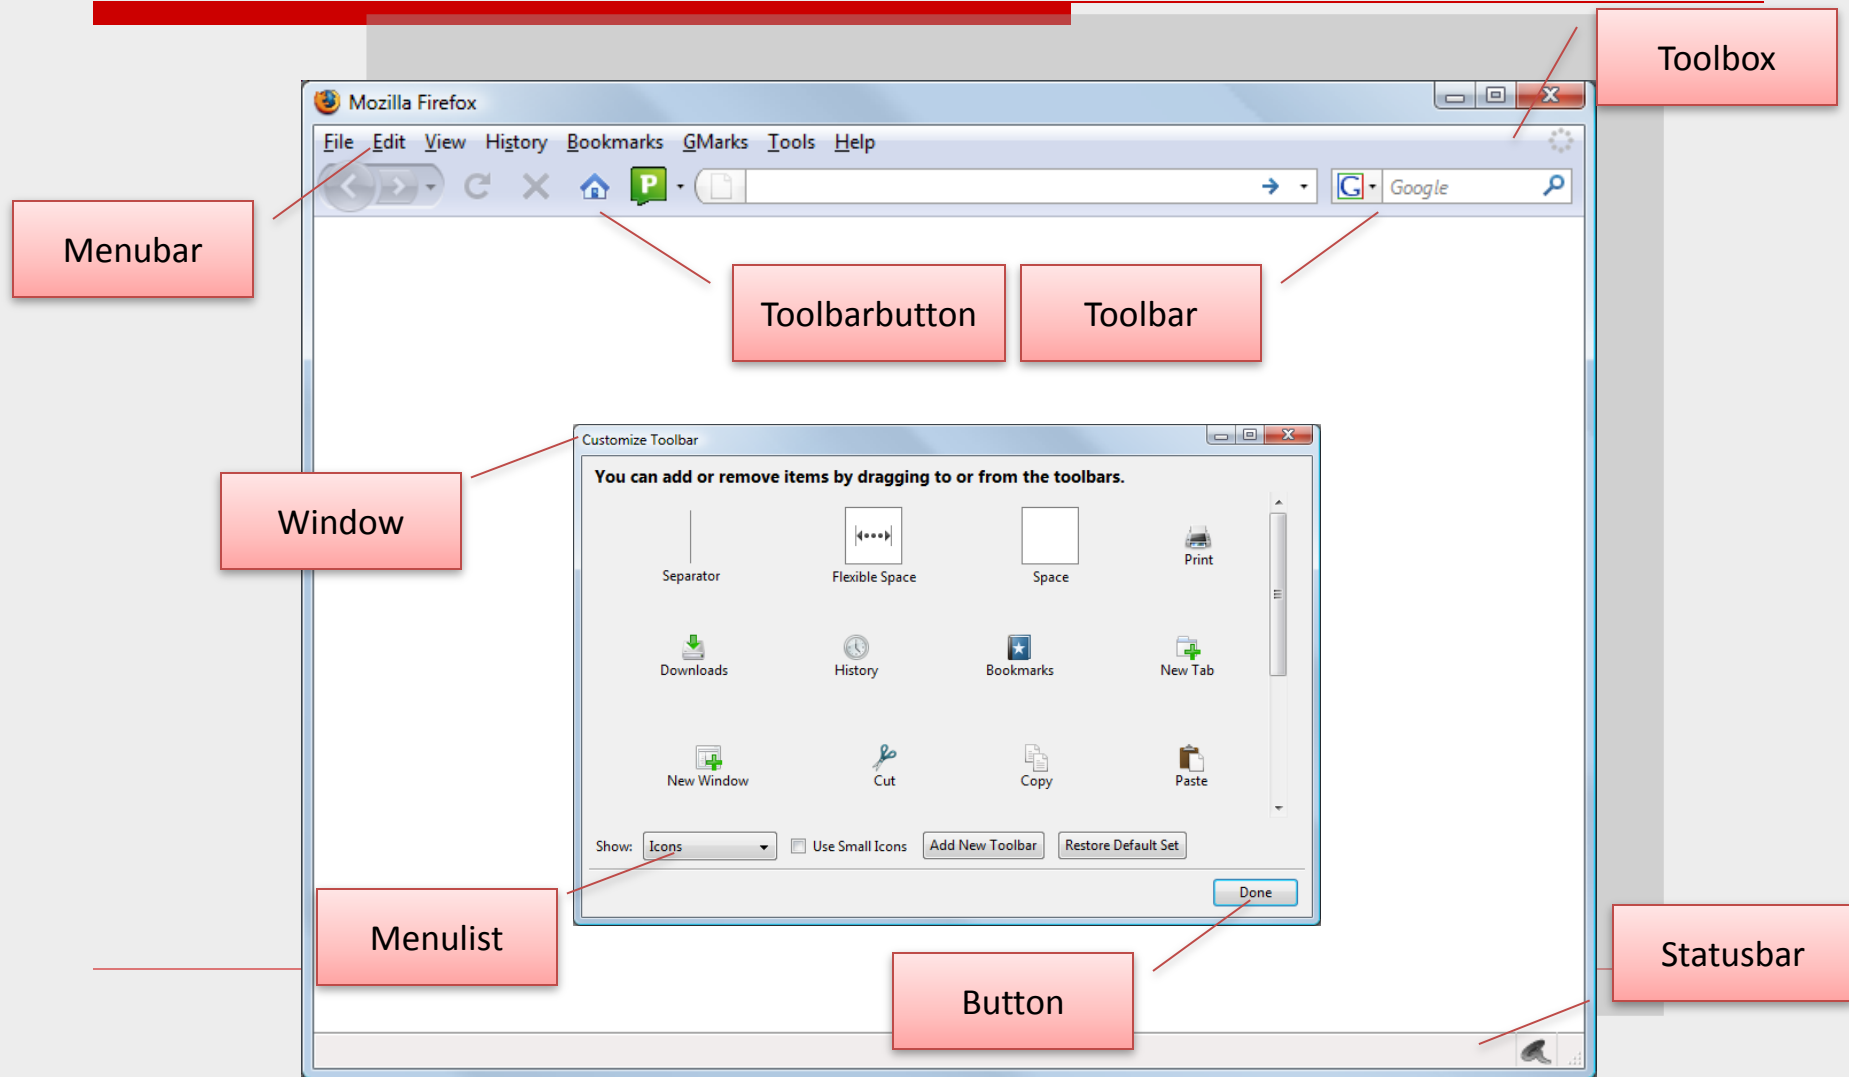 Toolbox
Mozilla Firefox
File Edit View History Bookmarks GMarks Tools Help
P
G Google
Menubar
Toolbarbutton
Toolbar
Customize Toolbar
You can add or remove items by dragging to or from the toolbars.
Window
Separator Flexible Space Space Print
Downloads History Bookmarks New Tab
New Window Cut Copy Paste
Show: Icons Use Small Icons Add New Toolbar Restore Default Set
Done
Menulist
Statusbar
Button